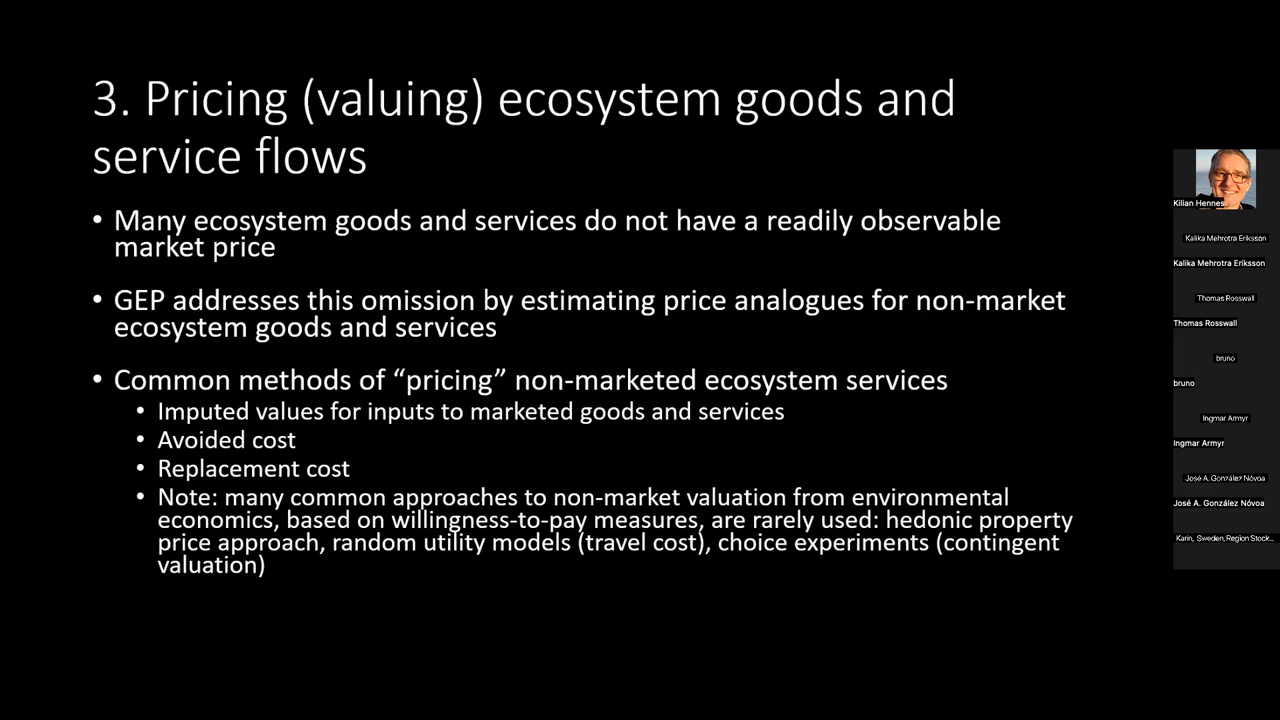 3. Pricing (valuing) ecosystem goods and
service flows
• Many ecosystem goods and services do not have a readily observable
market price
• GEP addresses this omission by estimating price analogues for non-market
ecosystem goods and services
• Common methods of “pricing” non-marketed ecosystem services
• Imputed values for inputs to marketed goods and services
• Avoided cost
• Replacement cost
• Note: many common approaches to non-market valuation from environmental
economics, based on willingness-to-pay measures, are rarely used: hedonic property
price approach, random utility models (travel cost), choice experiments (contingent
valuation)
Kilian Hennes
Kalika Mehrotra Eriksson
Kalika Mehrotra Eriksson
Thomas Rosswall
Thomas Rosswall
bruno
bruno
Ingmar Armyr
Ingmar Armyr
José A. González Nóvoa
José A. González Nóvoa
Karin, Sweden, Region Stock...